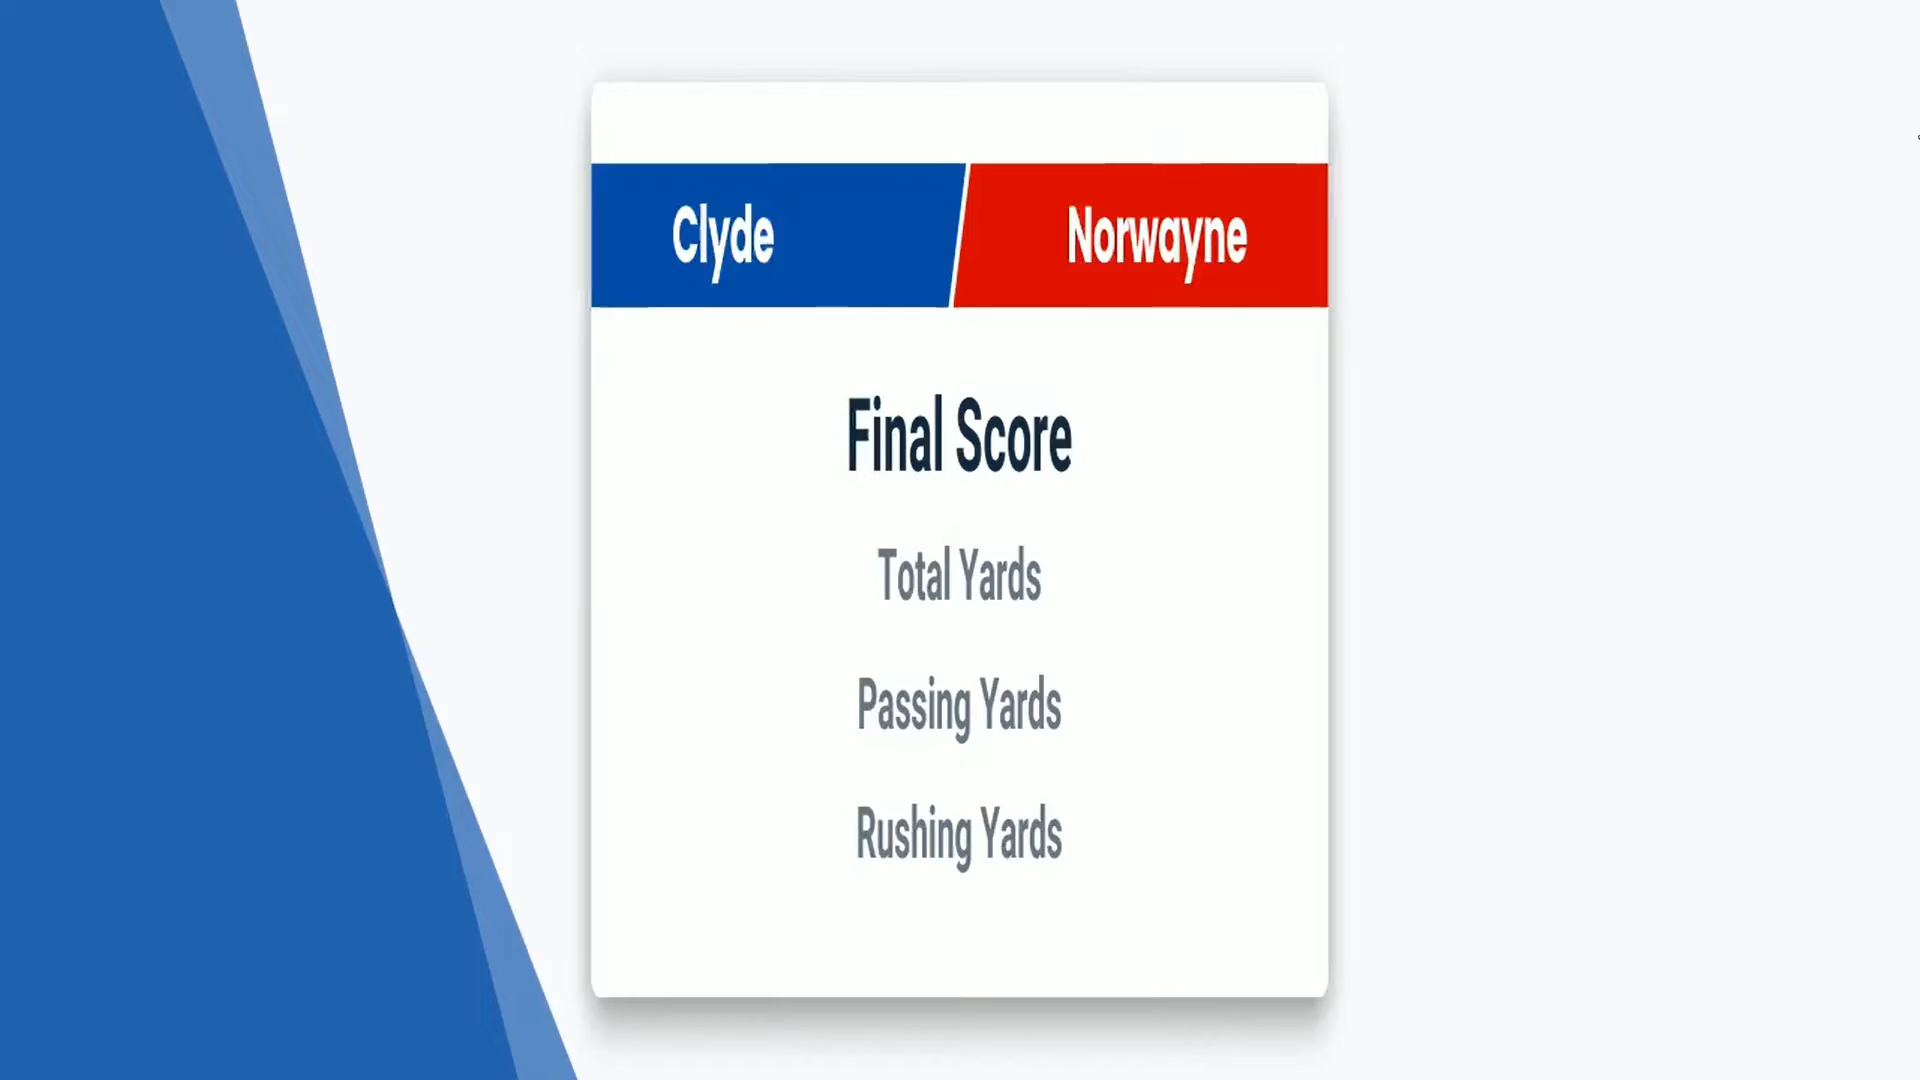 Clyde Norwayne
Final Score
Total Yards
Passing Yards
Rushing Yards